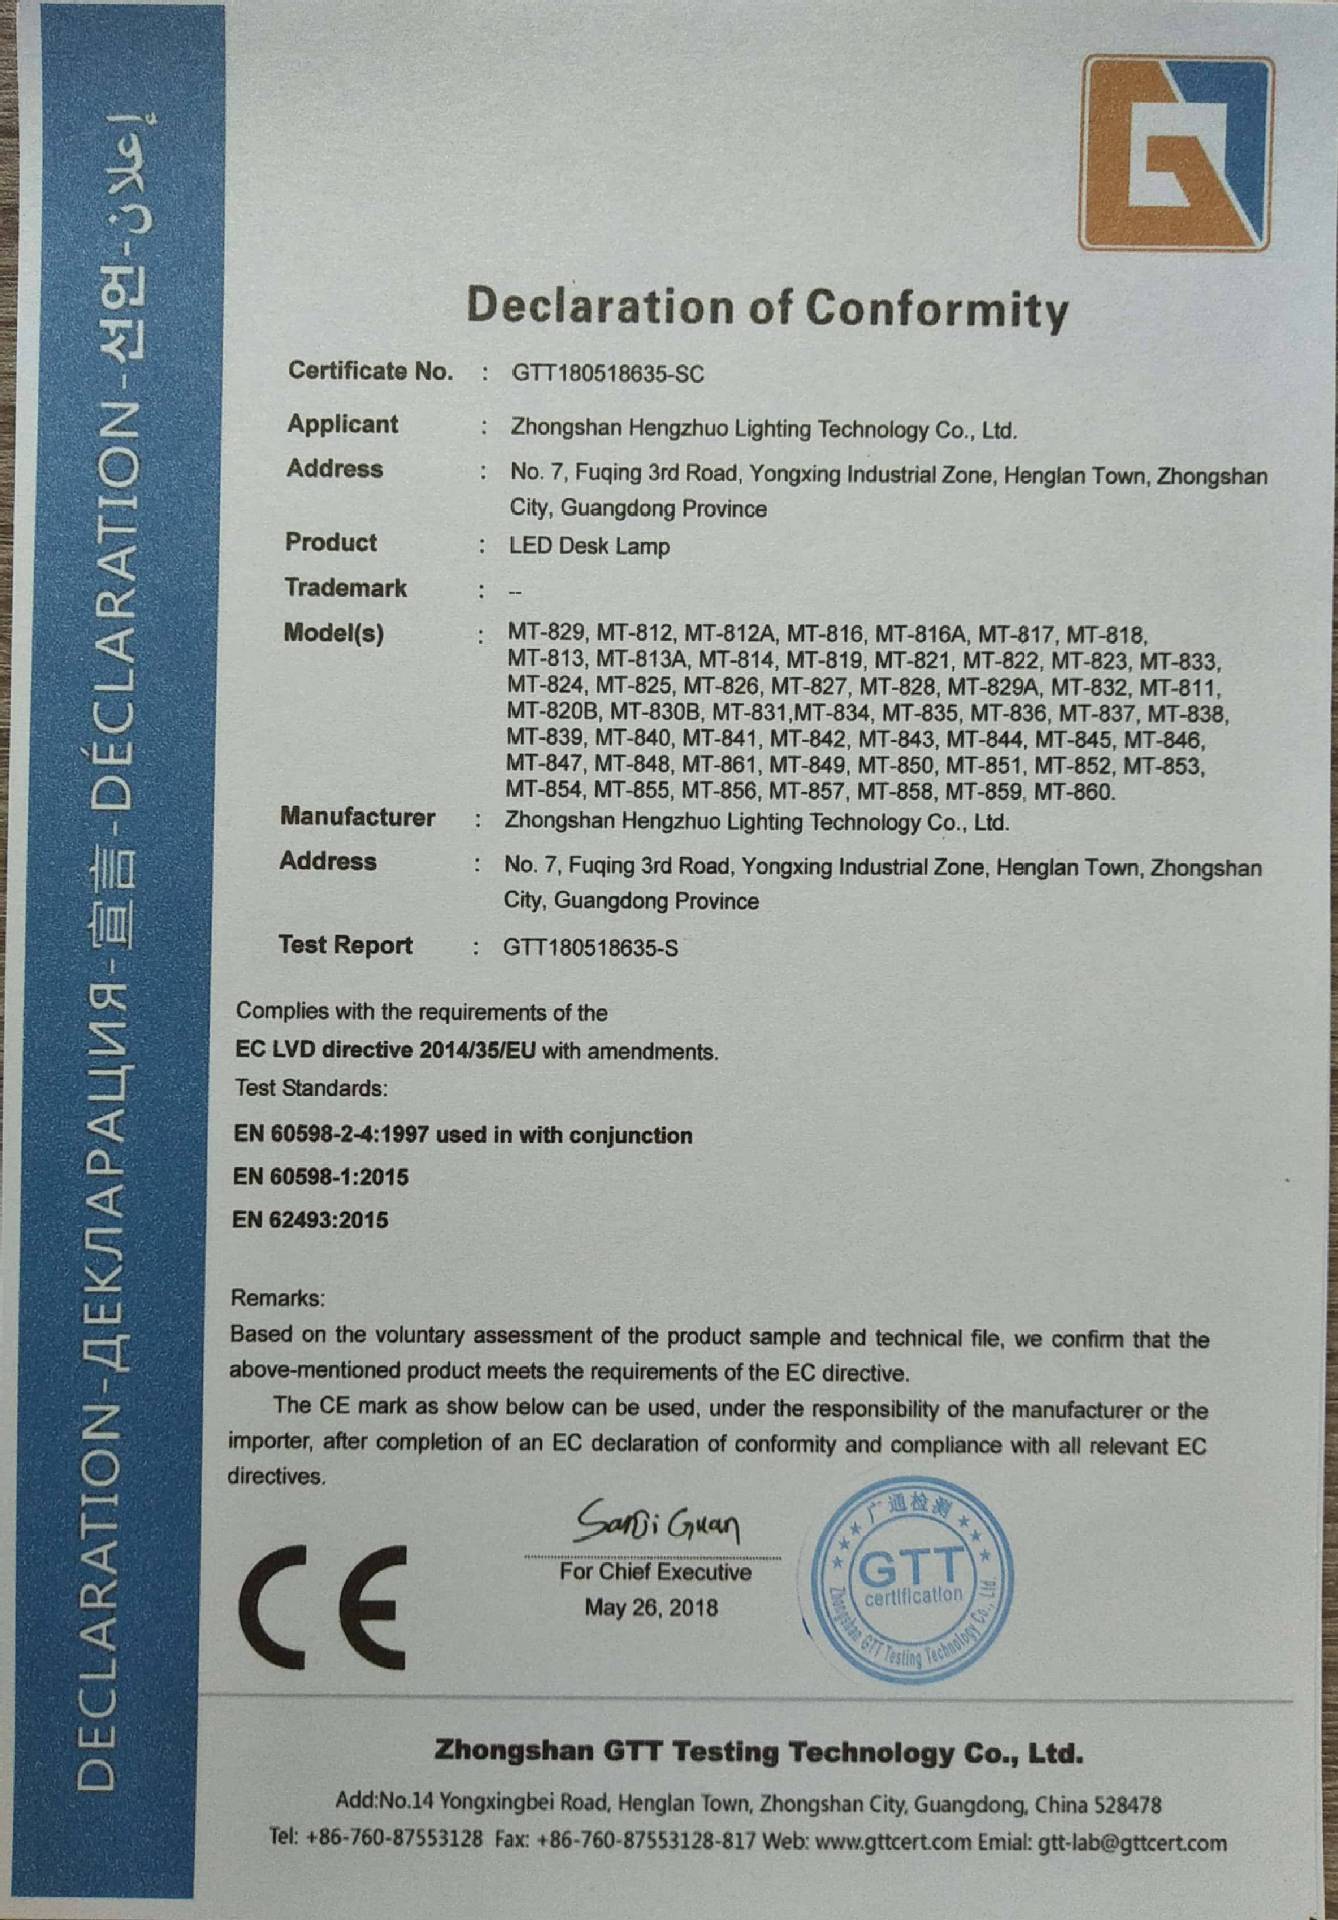 DECLARATION-ДЕКЛАРАЦИЯ-宣言-DÉCLARATION-선언-إعلان
Declaration of Conformity
Certificate No. : GTT180518635-SC
Applicant : Zhongshan Hengzhuo Lighting Technology Co., Ltd.
Address : No. 7, Fuqing 3rd Road, Yongxing Industrial Zone, Henglan Town, Zhongshan
City, Guangdong Province
Product : LED Desk Lamp
Trademark : --
Model(s) : MT-829, MT-812, MT-812A, MT-816, MT-816A, MT-817, MT-818,
MT-813, MT-813A, MT-814, MT-819, MT-821, MT-822, MT-823, MT-833,
MT-824, MT-825, MT-826, MT-827, MT-828, MT-829A, MT-832, MT-811,
MT-820B, MT-830B, MT-831,MT-834, MT-835, MT-836, MT-837, MT-838,
MT-839, MT-840, MT-841, MT-842, MT-843, MT-844, MT-845, MT-846,
MT-847, MT-848, MT-861, MT-849, MT-850, MT-851, MT-852, MT-853,
MT-854, MT-855, MT-856, MT-857, MT-858, MT-859, MT-860.
Manufacturer : Zhongshan Hengzhuo Lighting Technology Co., Ltd.
Address : No. 7, Fuqing 3rd Road, Yongxing Industrial Zone, Henglan Town, Zhongshan
City, Guangdong Province
Test Report : GTT180518635-S
Complies with the requirements of the
EC LVD directive 2014/35/EU with amendments.
Test Standards:
EN 60598-2-4:1997 used in with conjunction
EN 60598-1:2015
EN 62493:2015
Remarks:
Based on the voluntary assessment of the product sample and technical file, we confirm that the
above-mentioned product meets the requirements of the EC directive.
The CE mark as show below can be used, under the responsibility of the manufacturer or the
importer, after completion of an EC declaration of conformity and compliance with all relevant EC
directives.
CE
Sanji Guan
For Chief Executive
May 26, 2018
广通检测
GTT
certification
Zhongshan GTT Testing Technology Co., Ltd.
Zhongshan GTT Testing Technology Co., Ltd.
Add:No.14 Yongxingbei Road, Henglan Town, Zhongshan City, Guangdong, China 528478
Tel: +86-760-87553128 Fax: +86-760-87553128-817 Web: www.gttcert.com Emial: gtt-lab@gttcert.com